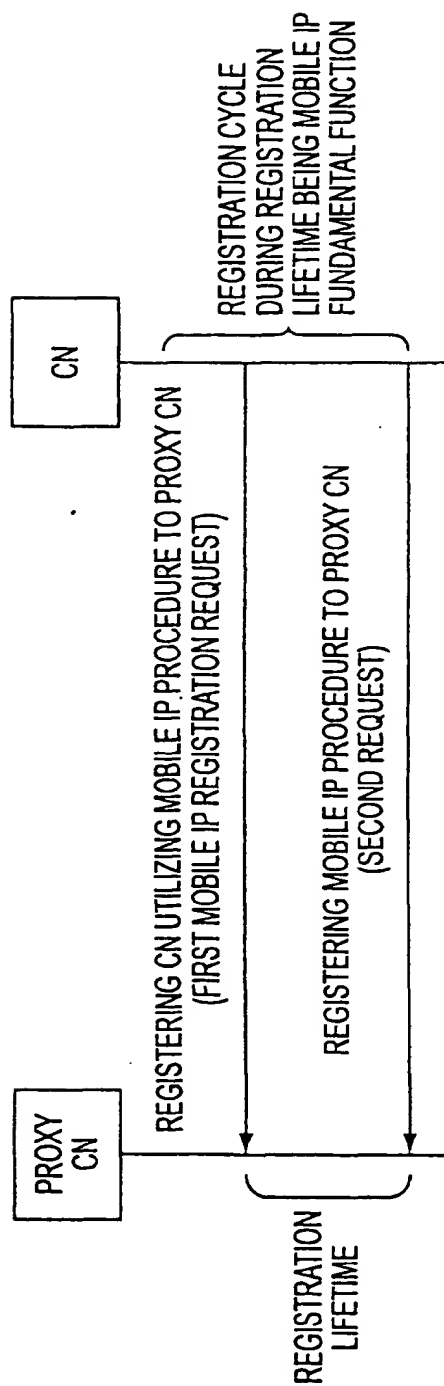 PROXY
CN
CN
REGISTERING CN UTILIZING MOBILE IP PROCEDURE TO PROXY CN
(FIRST MOBILE IP REGISTRATION REQUEST)
REGISTERING MOBILE IP PROCEDURE TO PROXY CN
(SECOND REQUEST)
REGISTRATION
LIFETIME
REGISTRATION CYCLE
DURING REGISTRATION
LIFETIME BEING MOBILE IP
FUNDAMENTAL FUNCTION